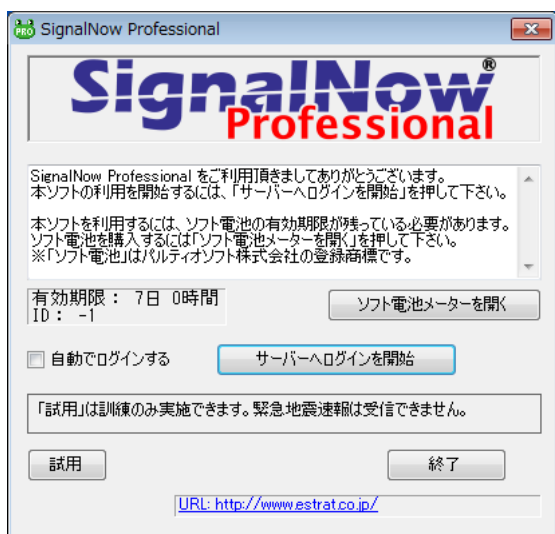 PRO SignalNow Professional
SignalNow®
Professional
SignalNow Professional をご利用頂きましてありがとうございます。
本ソフトの利用を開始するには、「サーバーへログインを開始」を押して下さい。
本ソフトを利用するには、ソフト電池の有効期限が残っている必要があります。
ソフト電池を購入するには「ソフト電池メーターを開く」を押して下さい。
※「ソフト電池」はパルティオソフト株式会社の登録商標です。
有効期限： 7日 0時間
ID： -1
ソフト電池メーターを開く
自動でログインする
サーバーへログインを開始
「試用」は訓練のみ実施できます。緊急地震速報は受信できません。
試用
終了
URL: http://www.estrat.co.jp/